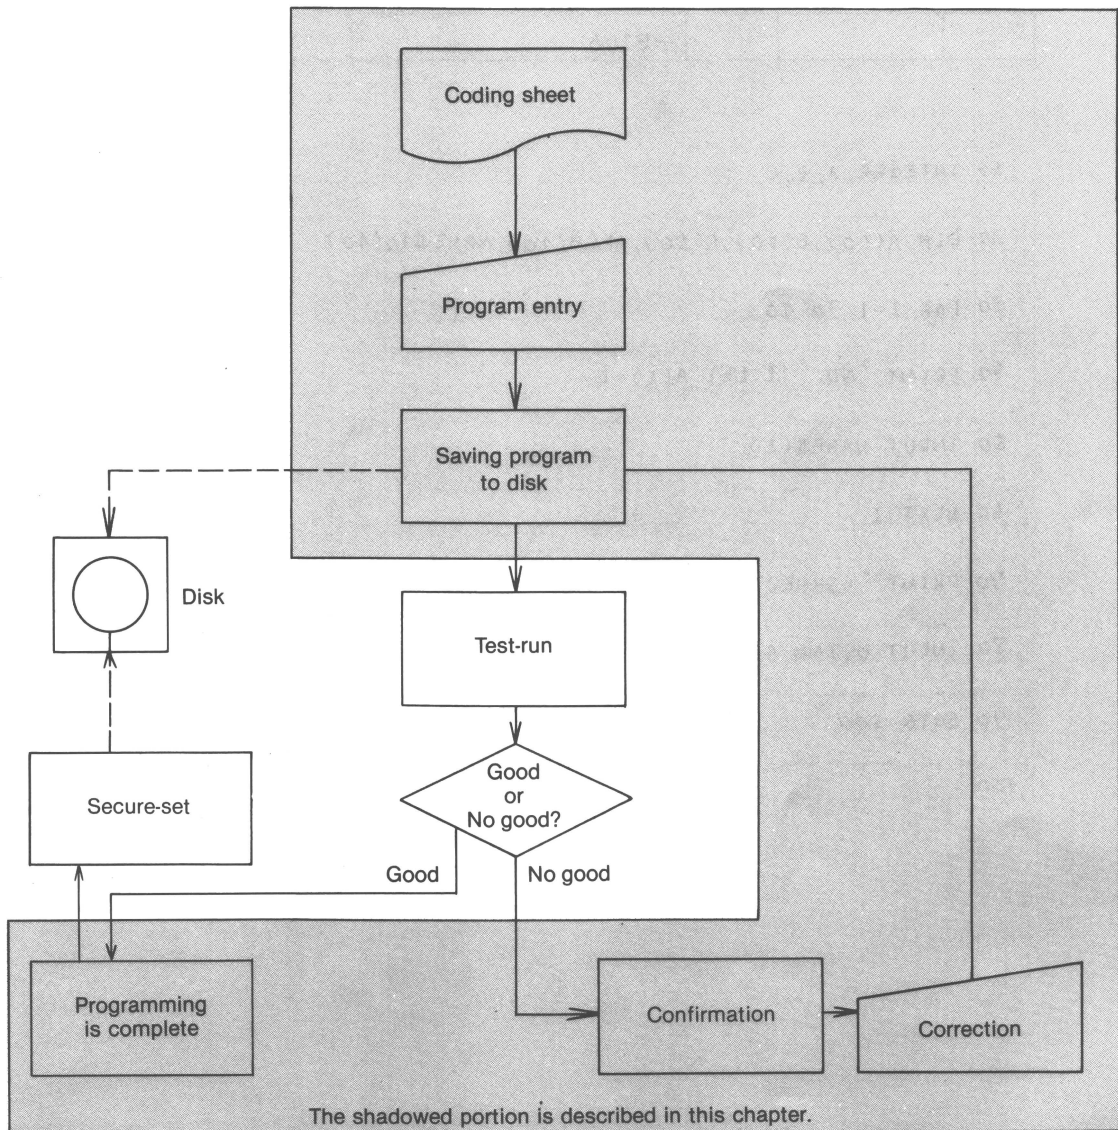 Coding sheet
Program entry
Saving program
to disk
Disk
Test-run
Secure-set
Good
or
No good?
Good
No good
Programming
is complete
Confirmation
Correction
The shadowed portion is described in this chapter.